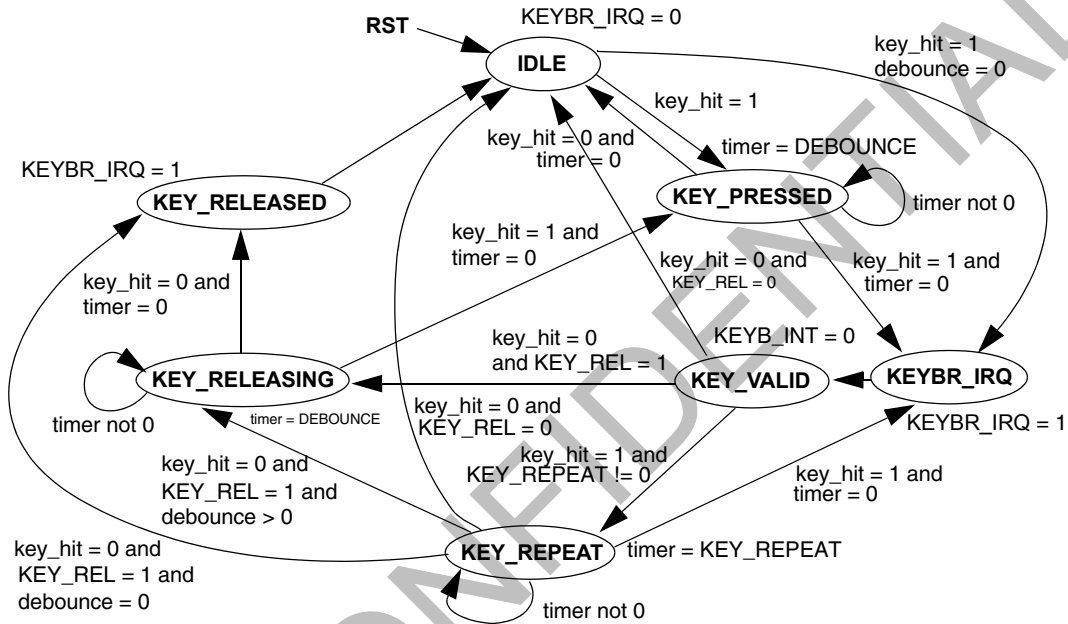 KEYBR_IRQ = 0
RST
IDLE
key_hit = 1
debounce = 0
key_hit = 1
key_hit = 0 and
timer = 0
timer = DEBOUNCE
KEYBR_IRQ = 1
KEY_RELEASED
KEY_PRESSED
timer not 0
key_hit = 1 and
timer = 0
key_hit = 0 and
KEY_REL = 0
key_hit = 1 and
timer = 0
key_hit = 0 and
timer = 0
key_hit = 0
and KEY_REL = 1
KEYB_INT = 0
KEY_RELEASING
KEY_VALID
KEYBR_IRQ
timer not 0
timer = DEBOUNCE
key_hit = 0 and
KEY_REL = 0
KEYBR_IRQ = 1
key_hit = 0 and
KEY_REL = 1 and
debounce > 0
key_hit = 1 and
KEY_REPEAT != 0
key_hit = 1 and
timer = 0
key_hit = 0 and
KEY_REL = 1 and
debounce = 0
KEY_REPEAT
timer = KEY_REPEAT
timer not 0
CONFIDENTIAL